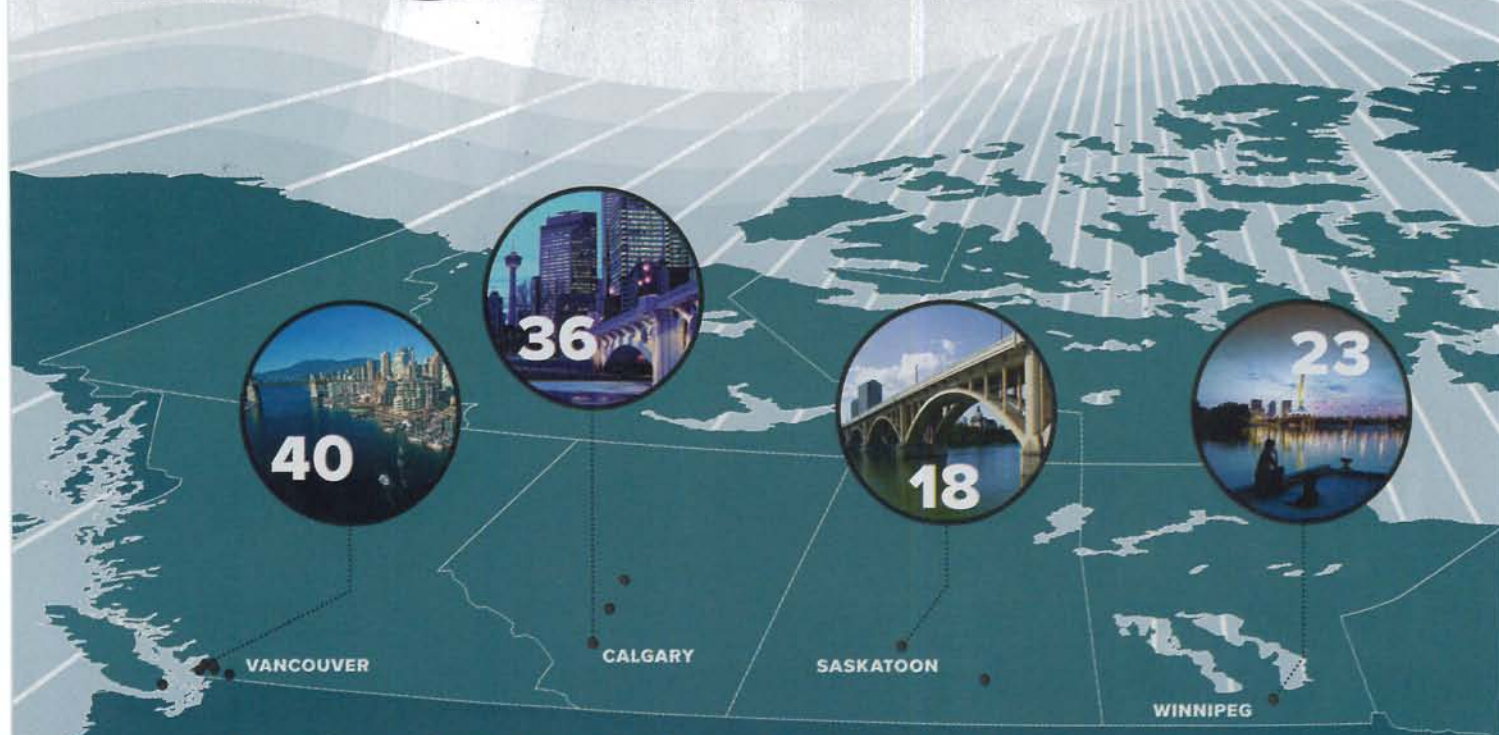 36
40
18
23
VANCOUVER
CALGARY
SASKATOON
WINNIPEG